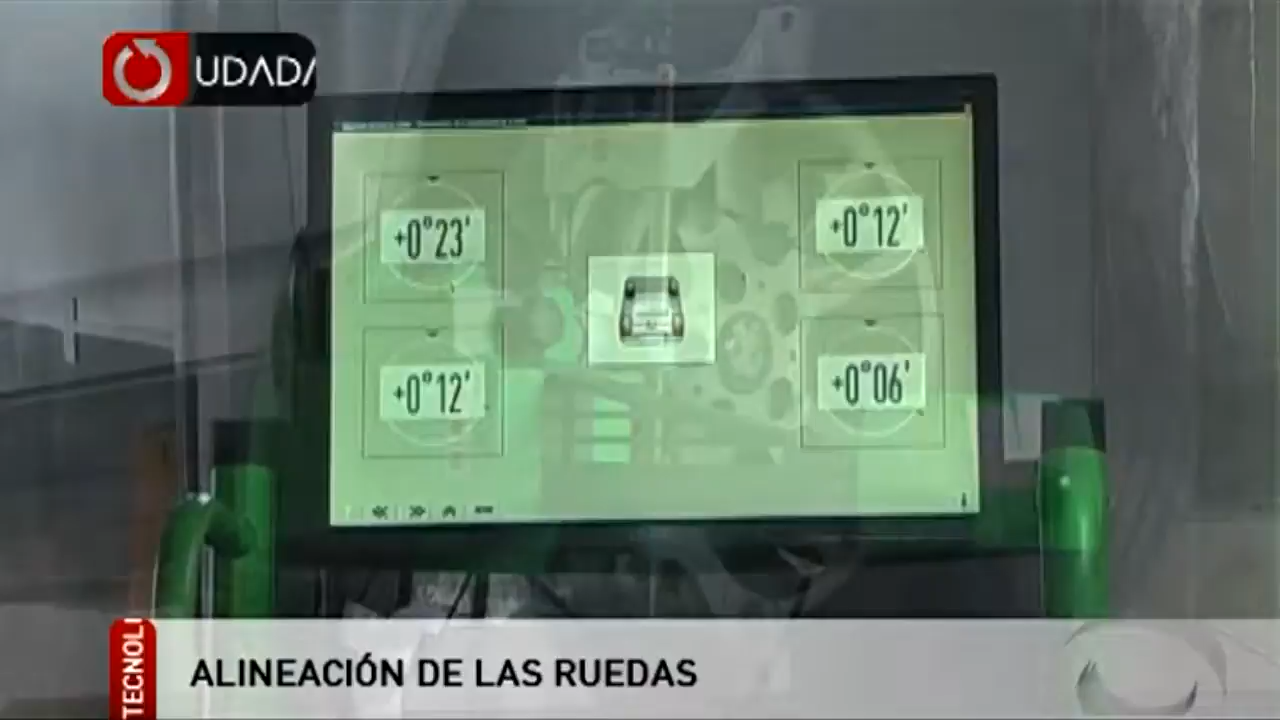 UDADA
+0°23'
+0°12'
+0°12'
+0°06'
TECNOL
ALINEACIÓN DE LAS RUEDAS